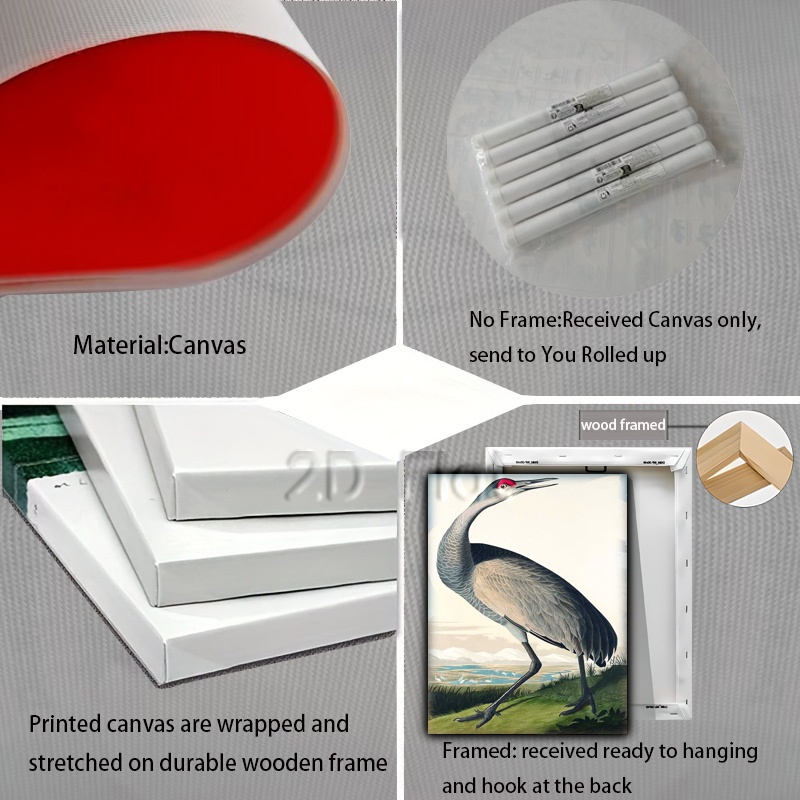 Material:Canvas
No Frame:Received Canvas only,
send to You Rolled up
2D
wood framed
Printed canvas are wrapped and
stretched on durable wooden frame
Framed: received ready to hanging
and hook at the back